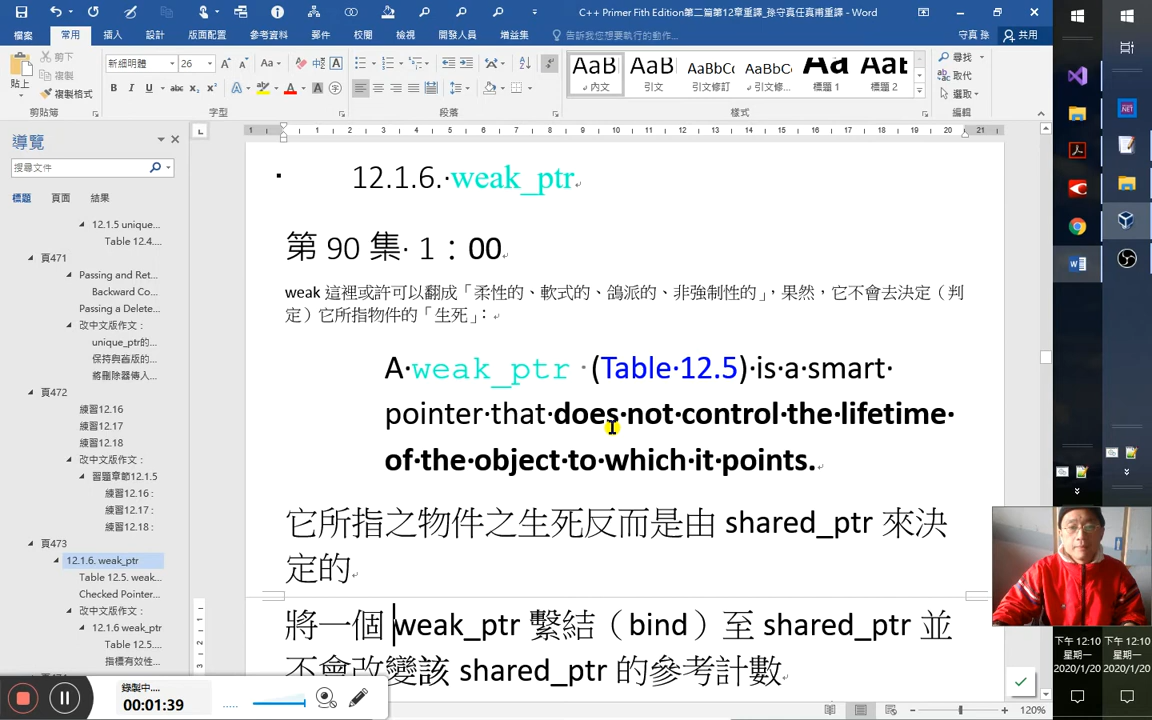 C++ Primer Fith Edition第二篇第12章重譯_孫守真任真甫重譯 - Word
檔案 常用 插入 設計 版面配置 參考資料 郵件 校閱 檢視 開發人員 增益集 告訴我您想要執行的動作... 守真 孫 共用
貼上 剪下 複製 複製格式
新細明體 26
AaB AaB AaBbC AaBbC AaB AaB
內文 引文 引文修訂 引文修... 標題 1 標題 2
尋找 取代 選取
剪貼簿 字型 段落 樣式 編輯
導覽
搜尋文件
標題 頁面 結果
12.1.5 unique...
Table 12.4....
頁471
Passing and Ret...
Backward Co...
Passing a Delete...
改中文版作文：
unique_ptr的...
保持與舊版的...
將刪除器傳入...
頁472
練習12.16
練習12.17
練習12.18
改中文版作文：
習題章節12.1.5
練習12.16：
練習12.17：
練習12.18：
頁473
12.1.6. weak_ptr
Table 12.5. weak...
Checked Pointer...
改中文版作文：
12.1.6 weak_ptr
Table 12.5...
指標有效性...
12.1.6. weak_ptr
第 90 集 1：00
weak 這裡或許可以翻成「柔性的、軟式的、鴿派的、非強制性的」，果然，它不會去決定（判
定）它所指物件的「生死」：
A weak_ptr (Table 12.5) is a smart
pointer that does not control the lifetime
of the object to which it points.
它所指之物件之生死反而是由 shared_ptr 來決
定的
將一個 weak_ptr 繫結（bind）至 shared_ptr 並
不會改變該 shared_ptr 的參考計數
錄製中....
00:01:39
120%
下午 12:10
星期一
2020/1/20
下午 12:10
星期一
2020/1/20